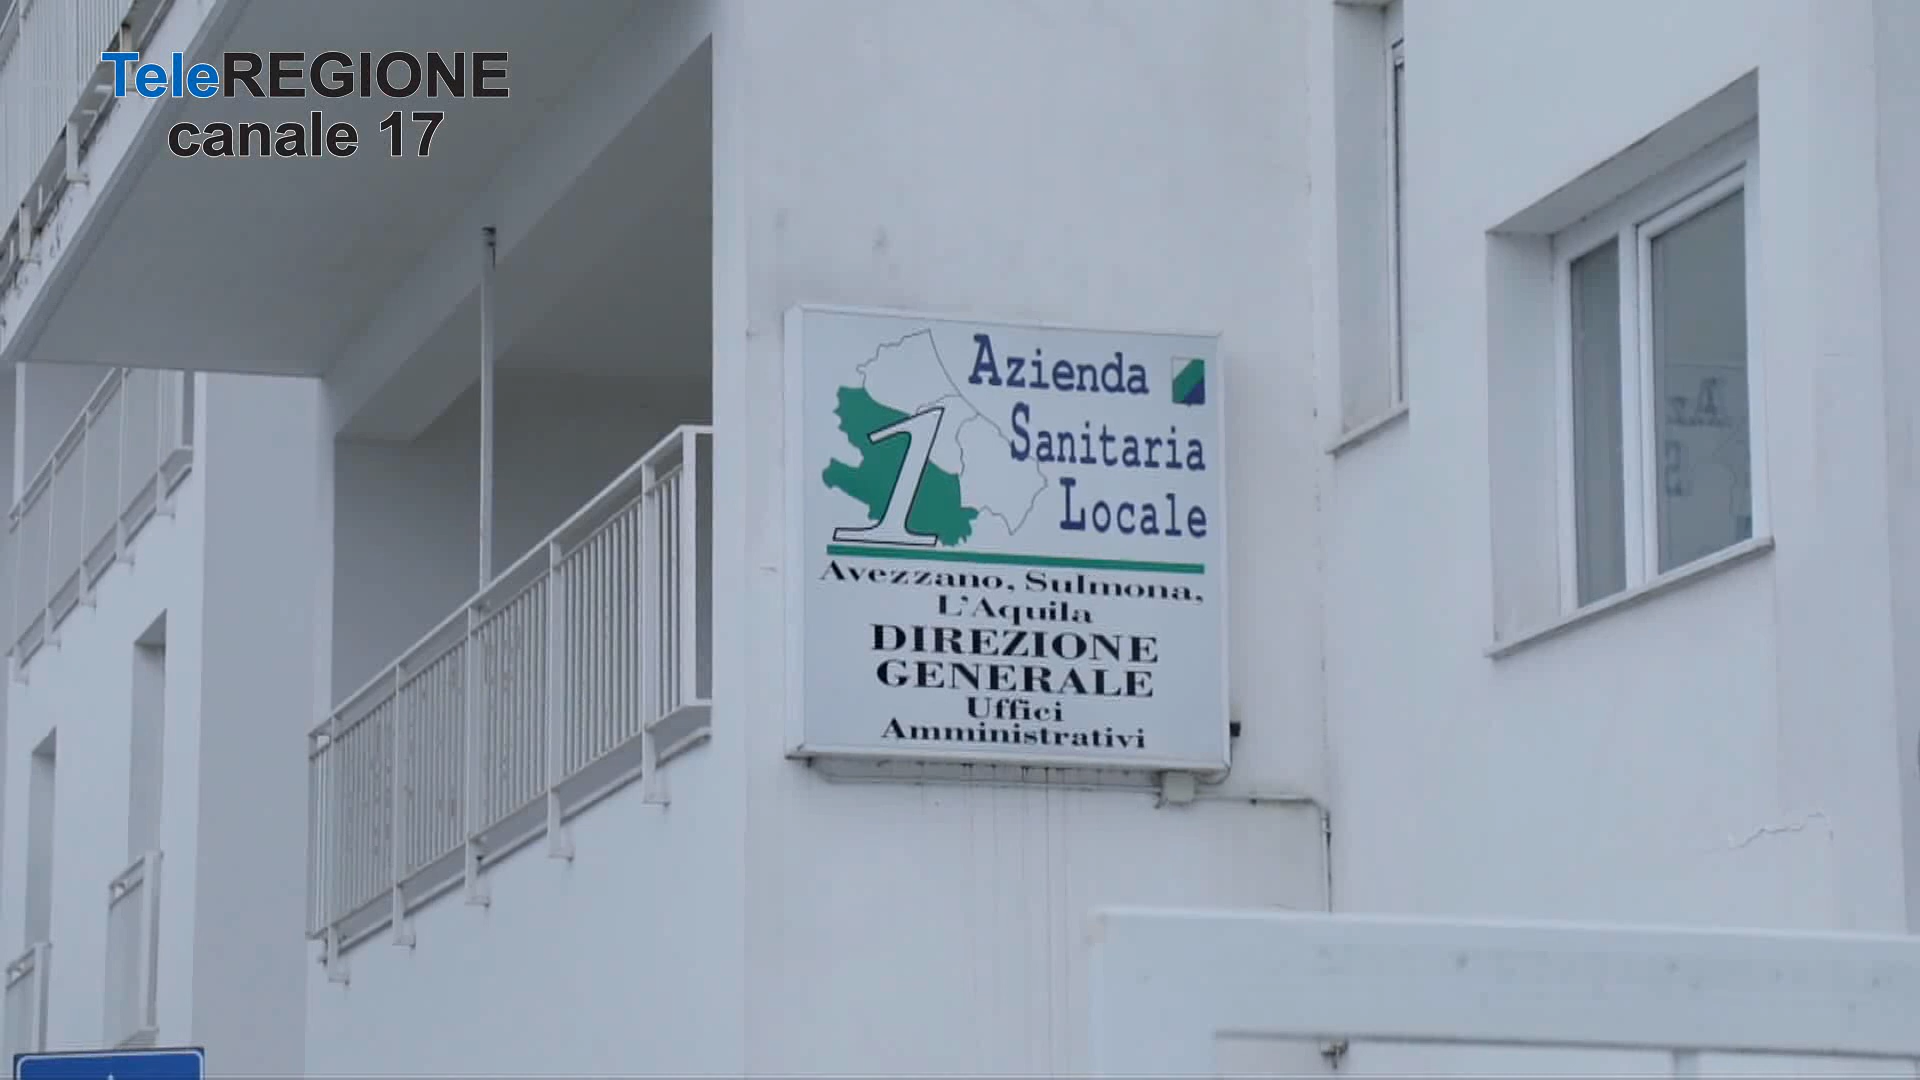 TeleREGIONE
canale 17
Azienda
Sanitaria
Locale
1
Avezzano, Sulmona,
L'Aquila
DIREZIONE
GENERALE
Uffici
Amministrativi